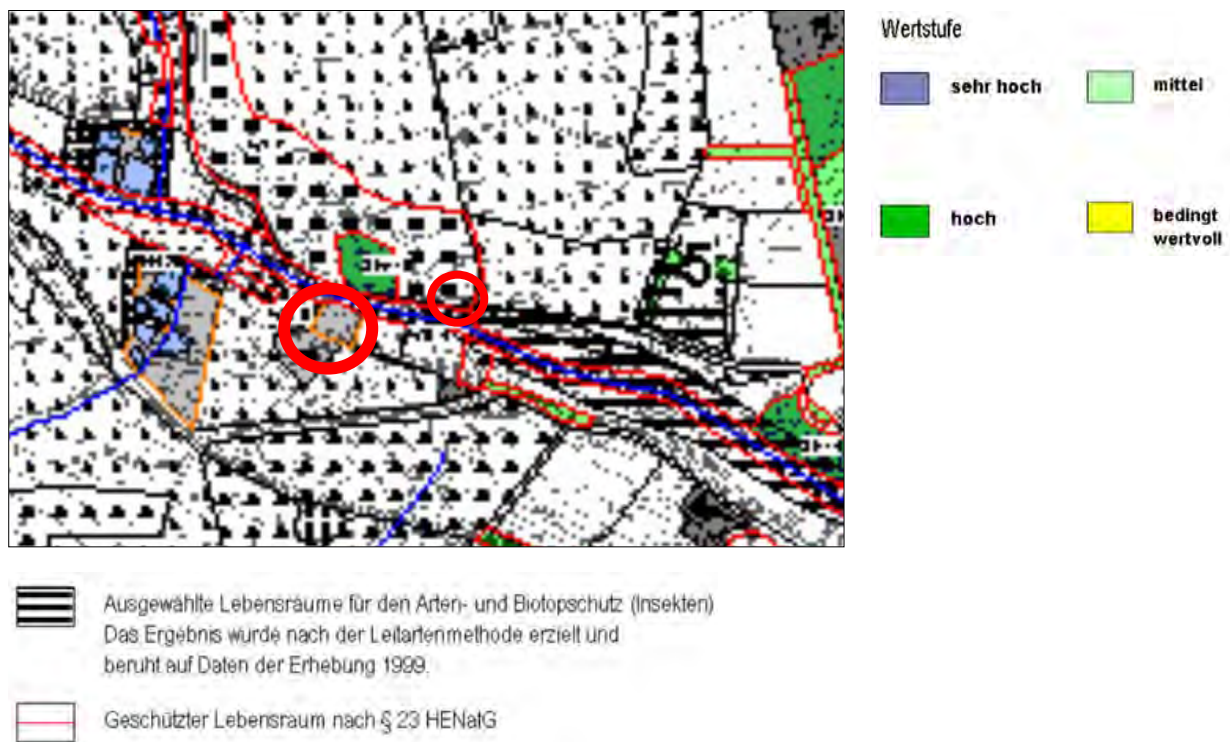 Wertstufe
sehr hoch
mittel
hoch
bedingt
wertvoll
Ausgewählte Lebensräume für den Arten- und Biotopschutz (Insekten)
Das Ergebnis wurde nach der Leitartenmethode erzielt und
beruht auf Daten der Erhebung 1999.
Geschützter Lebensraum nach § 23 HENatG